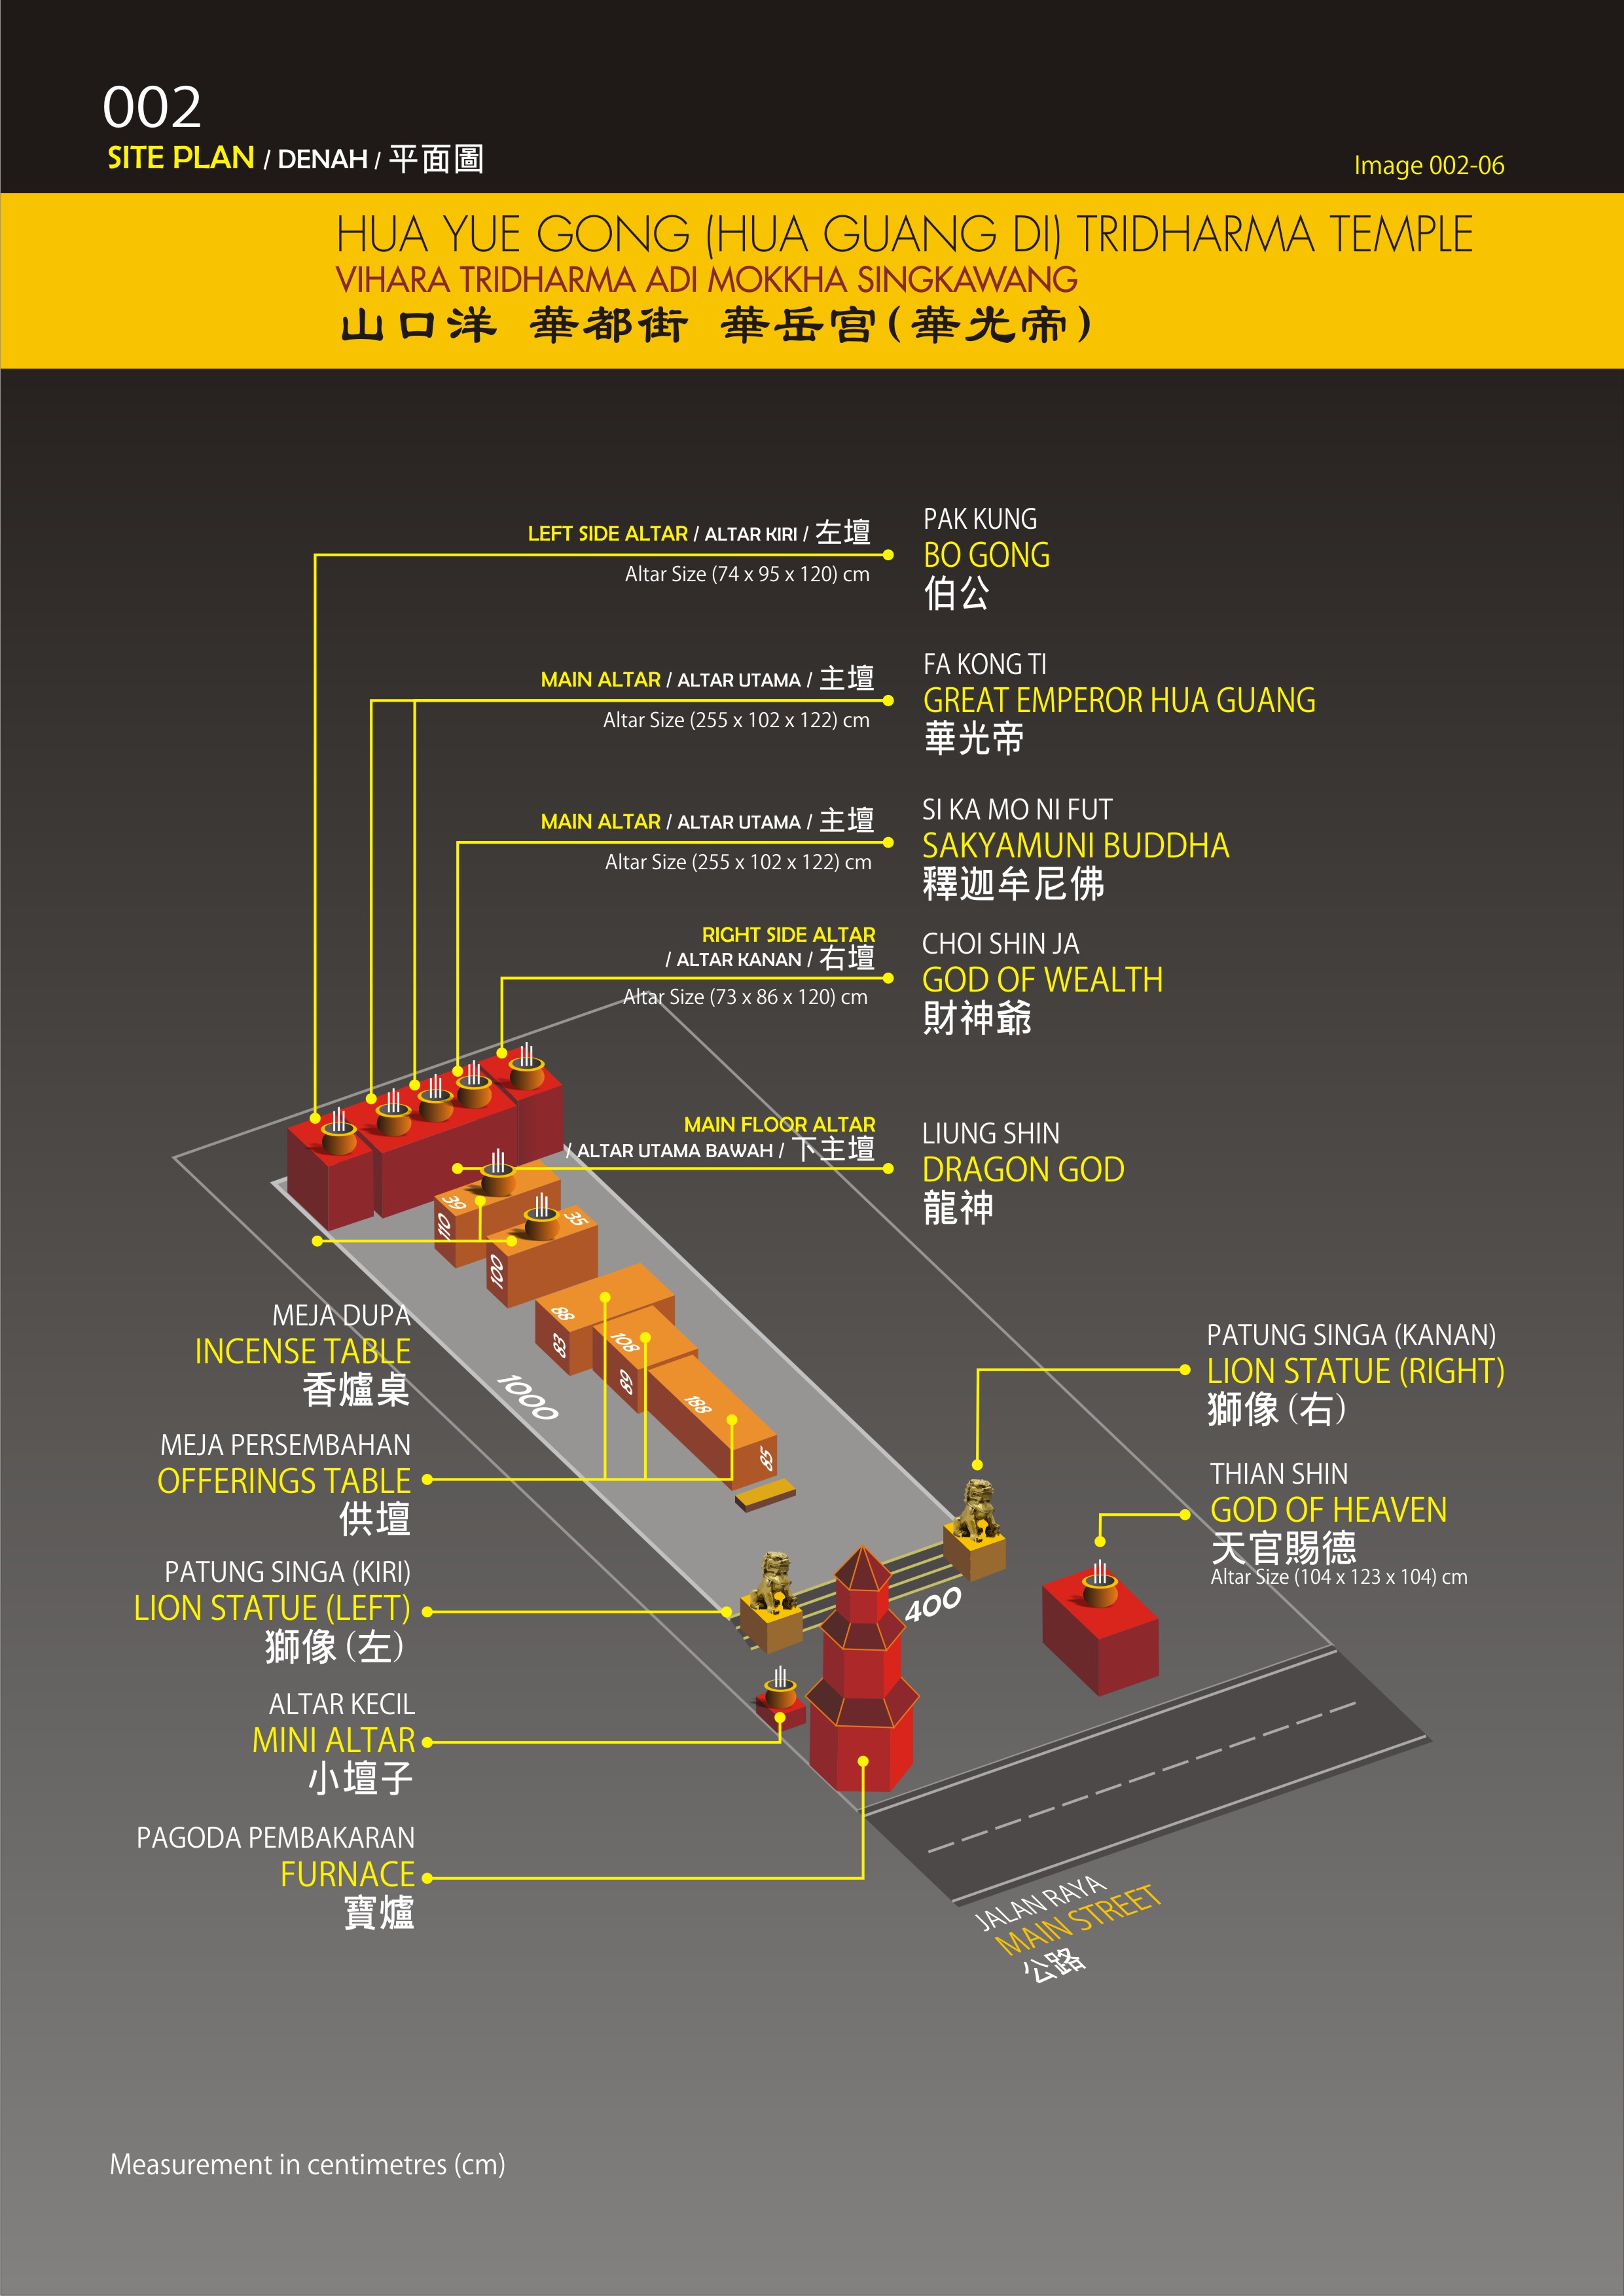 002
SITE PLAN / DENAH / 平面圖
Image 002-06
HUA YUE GONG (HUA GUANG DI) TRIDHARMA TEMPLE
VIHARA TRIDHARMA ADI MOKKHA SINGKAWANG
山口洋 華都街 華岳宫(華光帝)
LEFT SIDE ALTAR / ALTAR KIRI / 左壇
Altar Size (74 x 95 x 120) cm
PAK KUNG
BO GONG
伯公
MAIN ALTAR / ALTAR UTAMA / 主壇
Altar Size (255 x 102 x 122) cm
FA KONG TI
GREAT EMPEROR HUA GUANG
華光帝
MAIN ALTAR / ALTAR UTAMA / 主壇
Altar Size (255 x 102 x 122) cm
SI KA MO NI FUT
SAKYAMUNI BUDDHA
釋迦牟尼佛
RIGHT SIDE ALTAR
/ ALTAR KANAN / 右壇
Altar Size (73 x 86 x 120) cm
CHOI SHIN JA
GOD OF WEALTH
財神爺
MAIN FLOOR ALTAR
/ ALTAR UTAMA BAWAH / 下主壇
LIUNG SHIN
DRAGON GOD
龍神
39
110
35
100
88
83
108
69
188
85
1000
400
MEJA DUPA
INCENSE TABLE
香爐桌
MEJA PERSEMBAHAN
OFFERINGS TABLE
供壇
PATUNG SINGA (KIRI)
LION STATUE (LEFT)
獅像 (左)
ALTAR KECIL
MINI ALTAR
小壇子
PAGODA PEMBAKARAN
FURNACE
寶爐
PATUNG SINGA (KANAN)
LION STATUE (RIGHT)
獅像 (右)
THIAN SHIN
GOD OF HEAVEN
天官賜德
Altar Size (104 x 123 x 104) cm
JALAN RAYA
MAIN STREET
公路
Measurement in centimetres (cm)